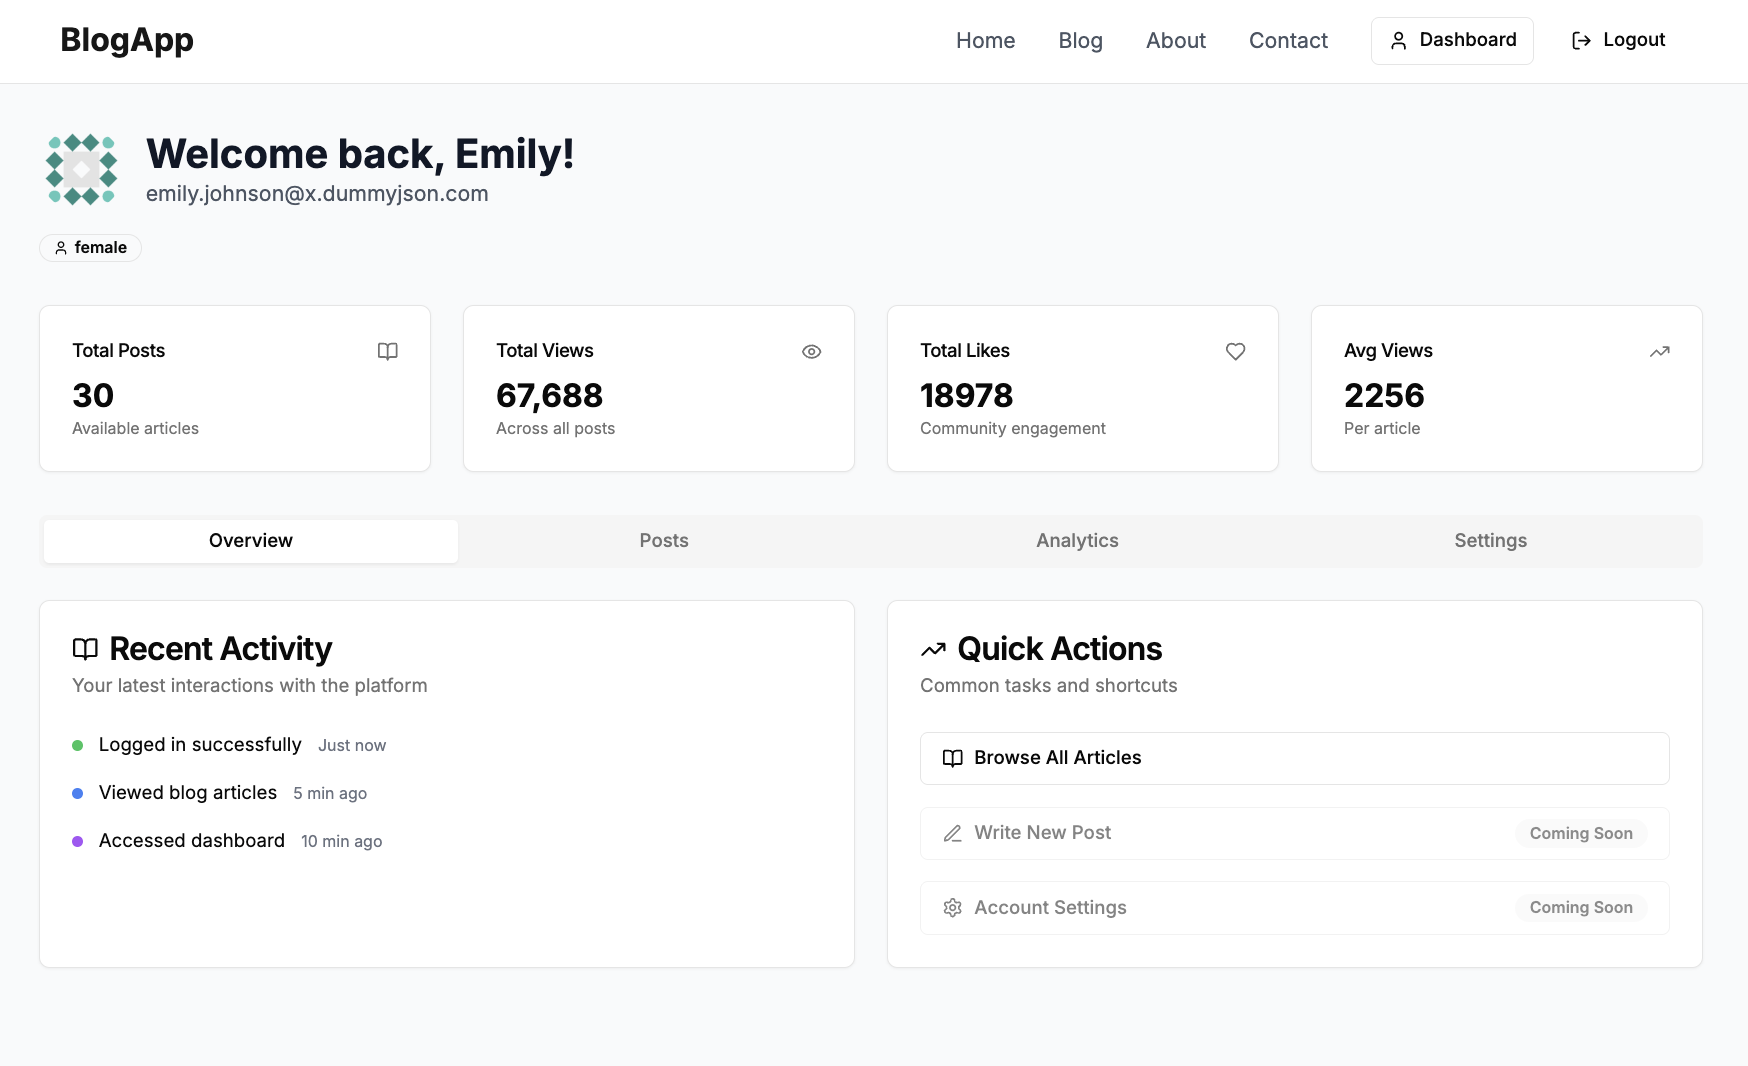 BlogApp
Home Blog About Contact Dashboard Logout
Welcome back, Emily!
emily.johnson@x.dummyjson.com
female
Total Posts
30
Available articles
Total Views
67,688
Across all posts
Total Likes
18978
Community engagement
Avg Views
2256
Per article
Overview Posts Analytics Settings
Recent Activity
Your latest interactions with the platform
Logged in successfully Just now
Viewed blog articles 5 min ago
Accessed dashboard 10 min ago
Quick Actions
Common tasks and shortcuts
Browse All Articles
Write New Post Coming Soon
Account Settings Coming Soon